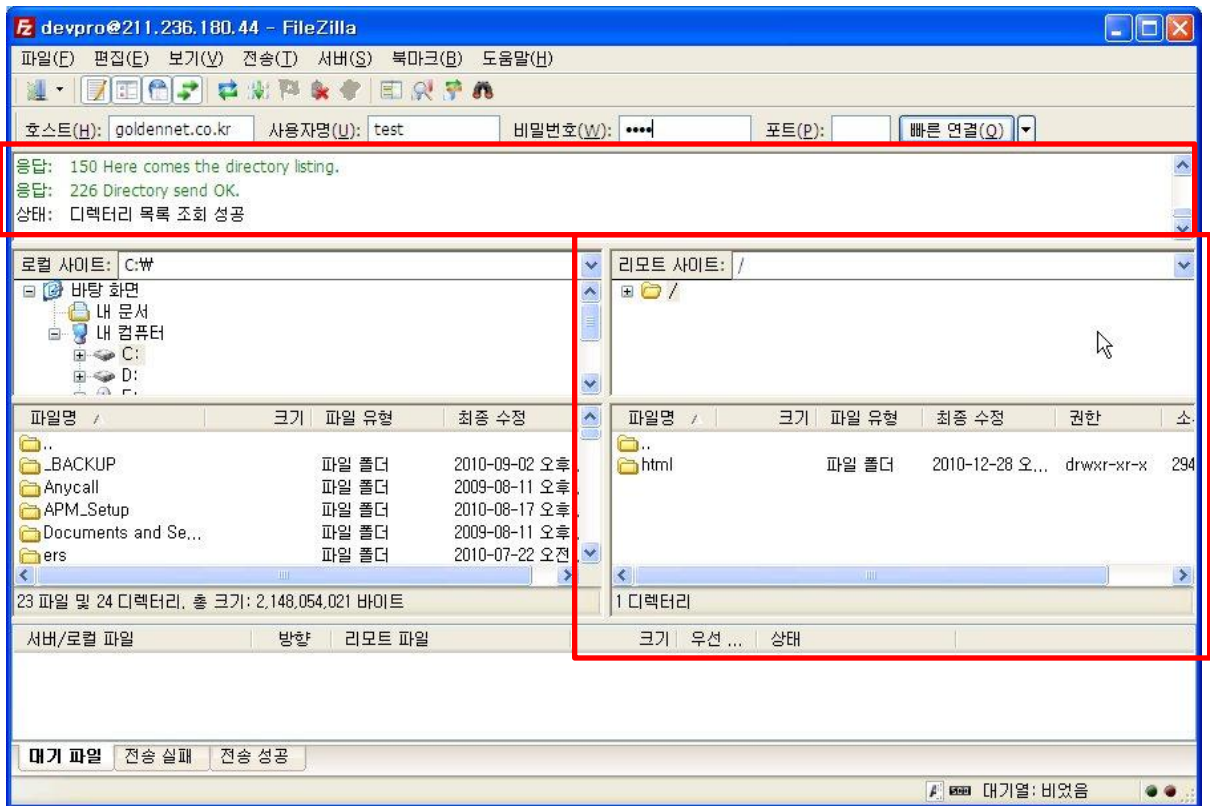 devpro@211.236.180.44 - FileZilla
파일(F) 편집(E) 보기(V) 전송(T) 서버(S) 북마크(B) 도움말(H)
호스트(H): goldennet.co.kr 사용자명(U): test 비밀번호(W): •••• 포트(P): 빠른 연결(Q)
응답: 150 Here comes the directory listing.
응답: 226 Directory send OK.
상태: 디렉터리 목록 조회 성공
로컬 사이트: C:₩
바탕 화면
내 문서
내 컴퓨터
C:
D:
리모트 사이트: /
/
파일명 크기 파일 유형 최종 수정
..
_BACKUP 파일 폴더 2010-09-02 오후
Anycall 파일 폴더 2009-08-11 오후
APM_Setup 파일 폴더 2010-08-17 오후
Documents and Se... 파일 폴더 2009-08-11 오후
ers 파일 폴더 2010-07-22 오전
23 파일 및 24 디렉터리. 총 크기: 2,148,054,021 바이트
파일명 크기 파일 유형 최종 수정 권한 소
..
html 파일 폴더 2010-12-28 오... drwxr-xr-x 294
1 디렉터리
서버/로컬 파일 방향 리모트 파일 크기 우선 ... 상태
대기 파일 전송 실패 전송 성공
대기열: 비었음